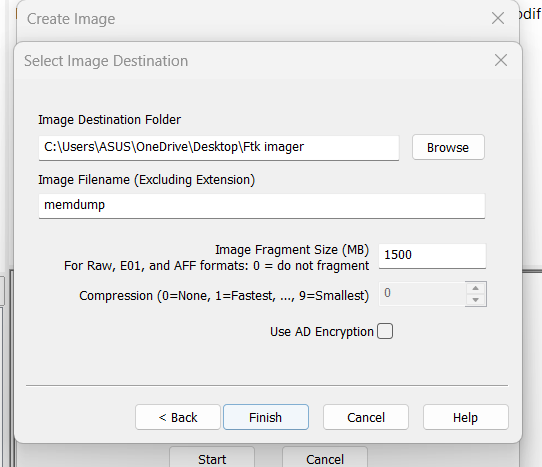 Create Image
odif
Select Image Destination
Image Destination Folder
C:\Users\ASUS\OneDrive\Desktop\Ftk imager
Browse
Image Filename (Excluding Extension)
memdump
Image Fragment Size (MB)
For Raw, E01, and AFF formats: 0 = do not fragment
1500
Compression (0=None, 1=Fastest, ..., 9=Smallest)
0
Use AD Encryption
< Back
Finish
Cancel
Help
Start
Cancel